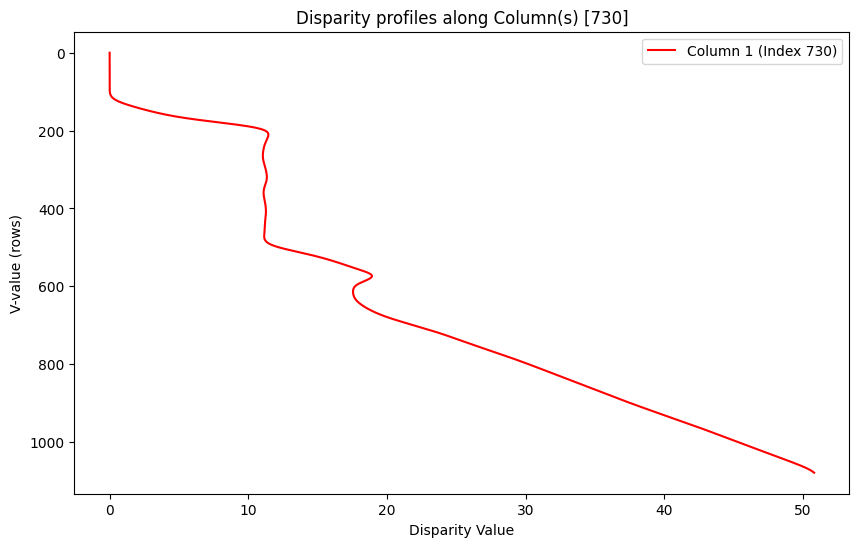 Disparity profiles along Column(s) [730]
Column 1 (Index 730)
V-value (rows)
0
200
400
600
800
1000
0 10 20 30 40 50
Disparity Value